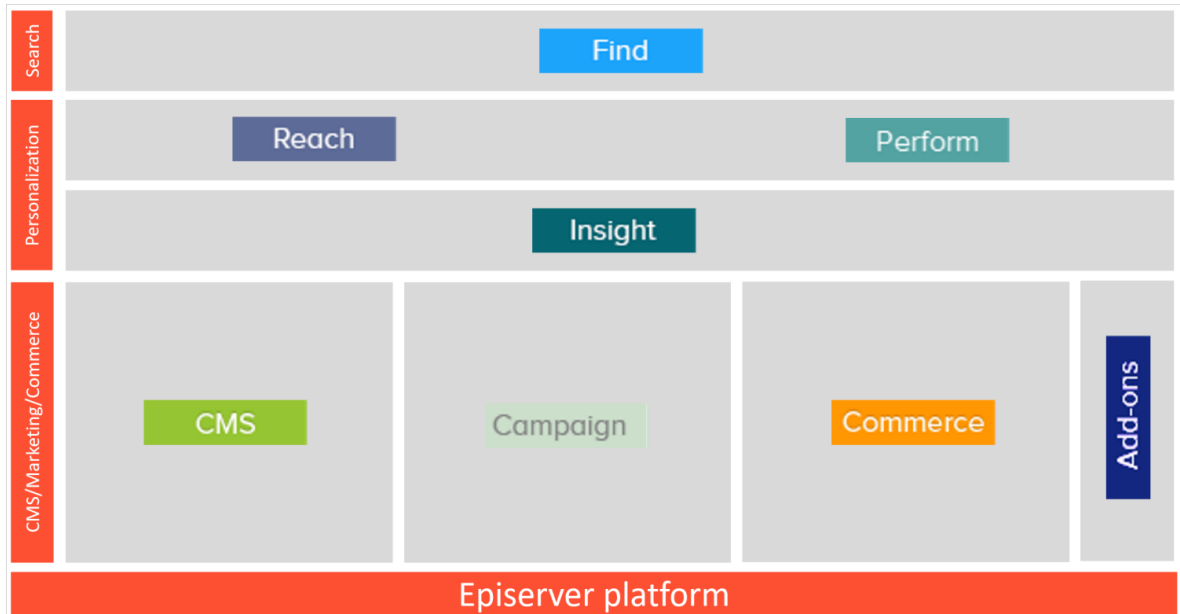 Search
Find
Personalization
Reach
Perform
Insight
CMS/Marketing/Commerce
CMS
Campaign
Commerce
Add-ons
Episerver platform